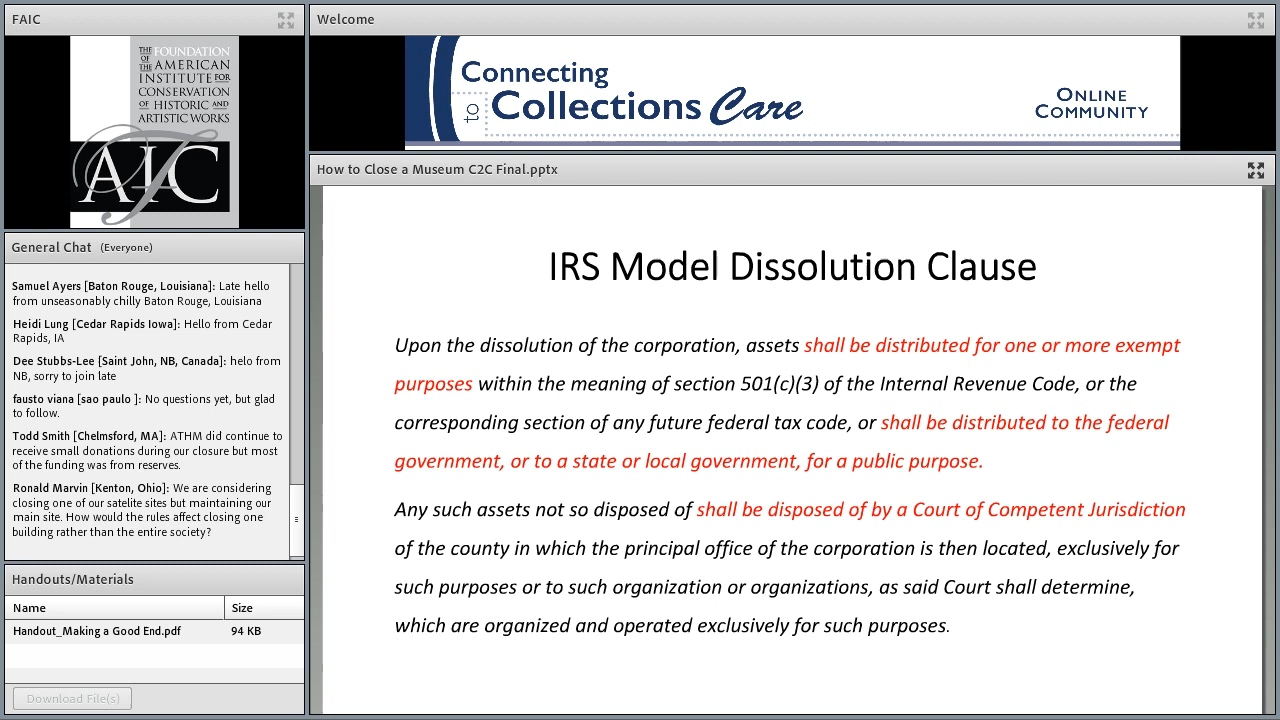 FAIC
THE FOUNDATION
OF THE AMERICAN
INSTITUTE FOR
CONSERVATION
OF HISTORIC AND
ARTISTIC WORKS
AIC
General Chat (Everyone)
Samuel Ayers [Baton Rouge, Louisiana]: Late hello
from unseasonably chilly Baton Rouge, Louisiana
Heidi Lung [Cedar Rapids Iowa]: Hello from Cedar
Rapids, IA
Dee Stubbs-Lee [Saint John, NB, Canada]: helo from
NB, sorry to join late
fausto viana [sao paulo ]: No questions yet, but glad
to follow.
Todd Smith [Chelmsford, MA]: ATHM did continue to
receive small donations during our closure but most
of the funding was from reserves.
Ronald Marvin [Kenton, Ohio]: We are considering
closing one of our satelite sites but maintaining our
main site. How would the rules affect closing one
building rather than the entire society?
Handouts/Materials
Name Size
Handout_Making a Good End.pdf 94 KB
Download File(s)
Welcome
Connecting
to Collections Care
ONLINE
COMMUNITY
How to Close a Museum C2C Final.pptx
IRS Model Dissolution Clause
Upon the dissolution of the corporation, assets shall be distributed for one or more exempt
purposes within the meaning of section 501(c)(3) of the Internal Revenue Code, or the
corresponding section of any future federal tax code, or shall be distributed to the federal
government, or to a state or local government, for a public purpose.
Any such assets not so disposed of shall be disposed of by a Court of Competent Jurisdiction
of the county in which the principal office of the corporation is then located, exclusively for
such purposes or to such organization or organizations, as said Court shall determine,
which are organized and operated exclusively for such purposes.